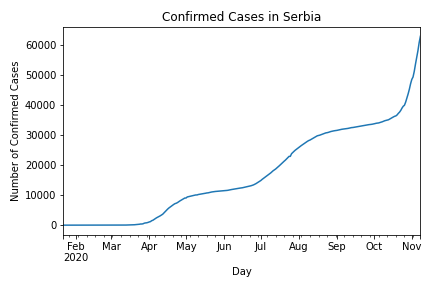 Confirmed Cases in Serbia
Number of Confirmed Cases
60000
50000
40000
30000
20000
10000
0
Feb Mar Apr May Jun Jul Aug Sep Oct Nov
2020
Day